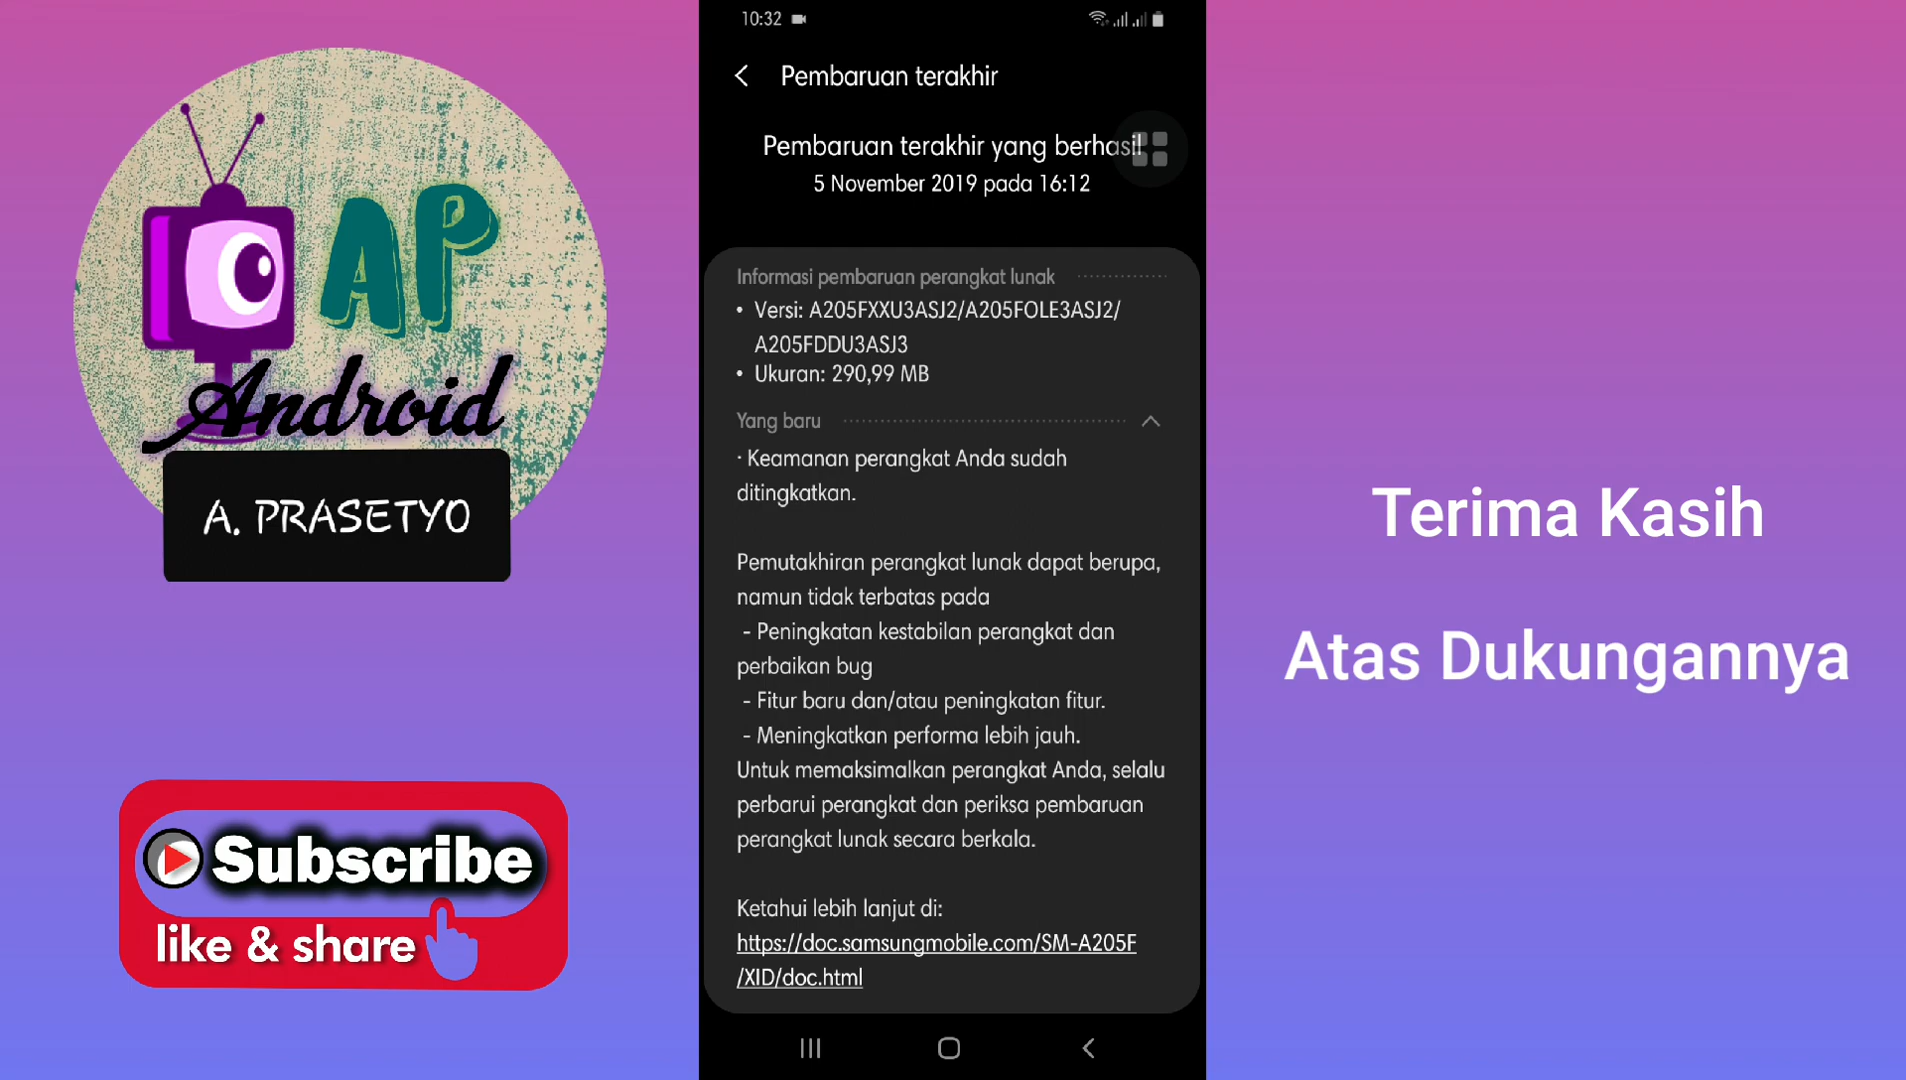 AP
Android
A. PRASETYO
Subscribe
like & share
10:32
Pembaruan terakhir
Pembaruan terakhir yang berhasil
5 November 2019 pada 16:12
Informasi pembaruan perangkat lunak
• Versi: A205FXXU3ASJ2/A205FOLE3ASJ2/
A205FDDU3ASJ3
• Ukuran: 290,99 MB
Yang baru
· Keamanan perangkat Anda sudah
ditingkatkan.
Pemutakhiran perangkat lunak dapat berupa,
namun tidak terbatas pada
- Peningkatan kestabilan perangkat dan
perbaikan bug
- Fitur baru dan/atau peningkatan fitur.
- Meningkatkan performa lebih jauh.
Untuk memaksimalkan perangkat Anda, selalu
perbarui perangkat dan periksa pembaruan
perangkat lunak secara berkala.
Ketahui lebih lanjut di:
https://doc.samsungmobile.com/SM-A205F
/XID/doc.html
Terima Kasih
Atas Dukungannya